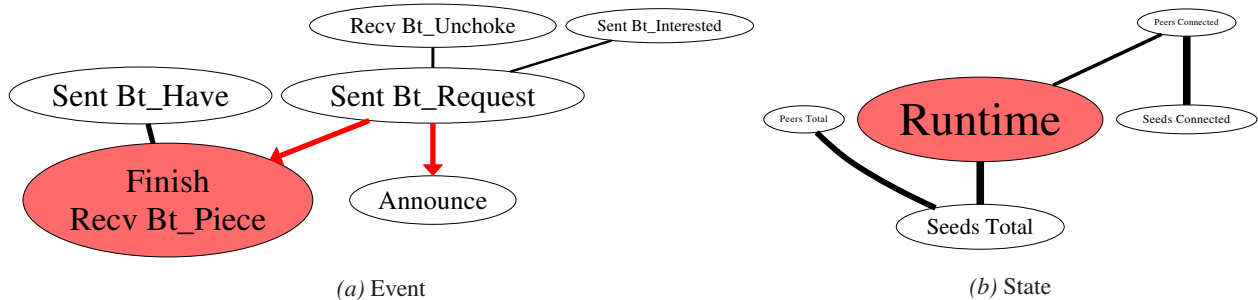 Recv Bt_Unchoke
Sent Bt_Interested
Sent Bt_Have
Sent Bt_Request
Finish
Recv Bt_Piece
Announce
(a) Event
Peers Connected
Runtime
Peers Total
Seeds Connected
Seeds Total
(b) State